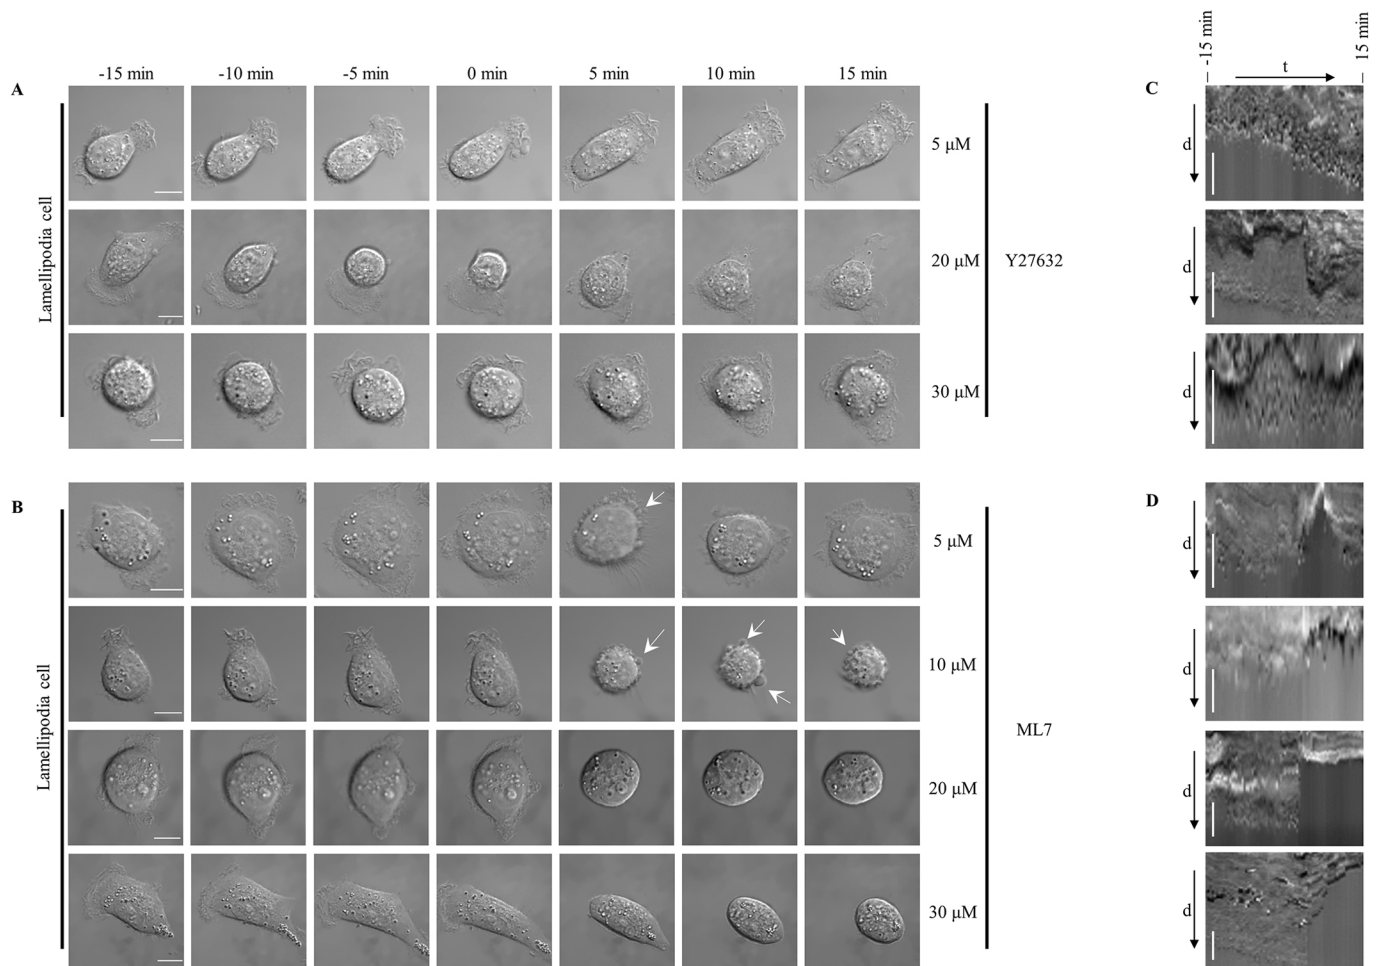 -15 min
15 min
-15 min -10 min -5 min 0 min 5 min 10 min 15 min
t
A
C
Lamellipodia cell
5 μM
d
20 μM
Y27632
d
30 μM
d
B
D
Lamellipodia cell
5 μM
d
10 μM
d
ML7
20 μM
d
30 μM
d